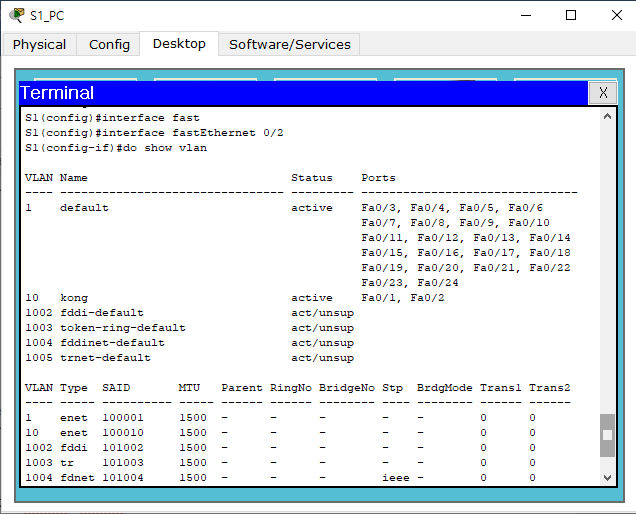 S1_PC
Physical Config Desktop Software/Services
Terminal X
S1(config)#interface fast
S1(config)#interface fastEthernet 0/2
S1(config-if)#do show vlan
VLAN Name Status Ports
---- -------------------------------- --------- -------------------------------
1 default active Fa0/3, Fa0/4, Fa0/5, Fa0/6
Fa0/7, Fa0/8, Fa0/9, Fa0/10
Fa0/11, Fa0/12, Fa0/13, Fa0/14
Fa0/15, Fa0/16, Fa0/17, Fa0/18
Fa0/19, Fa0/20, Fa0/21, Fa0/22
Fa0/23, Fa0/24
10 kong active Fa0/1, Fa0/2
1002 fddi-default act/unsup
1003 token-ring-default act/unsup
1004 fddinet-default act/unsup
1005 trnet-default act/unsup
VLAN Type SAID MTU Parent RingNo BridgeNo Stp BrdgMode Trans1 Trans2
---- ----- ---------- ----- ------ ------ -------- ---- -------- ------ ------
1 enet 100001 1500 - - - - - 0 0
10 enet 100010 1500 - - - - - 0 0
1002 fddi 101002 1500 - - - - - 0 0
1003 tr 101003 1500 - - - - - 0 0
1004 fdnet 101004 1500 - - - ieee - 0 0